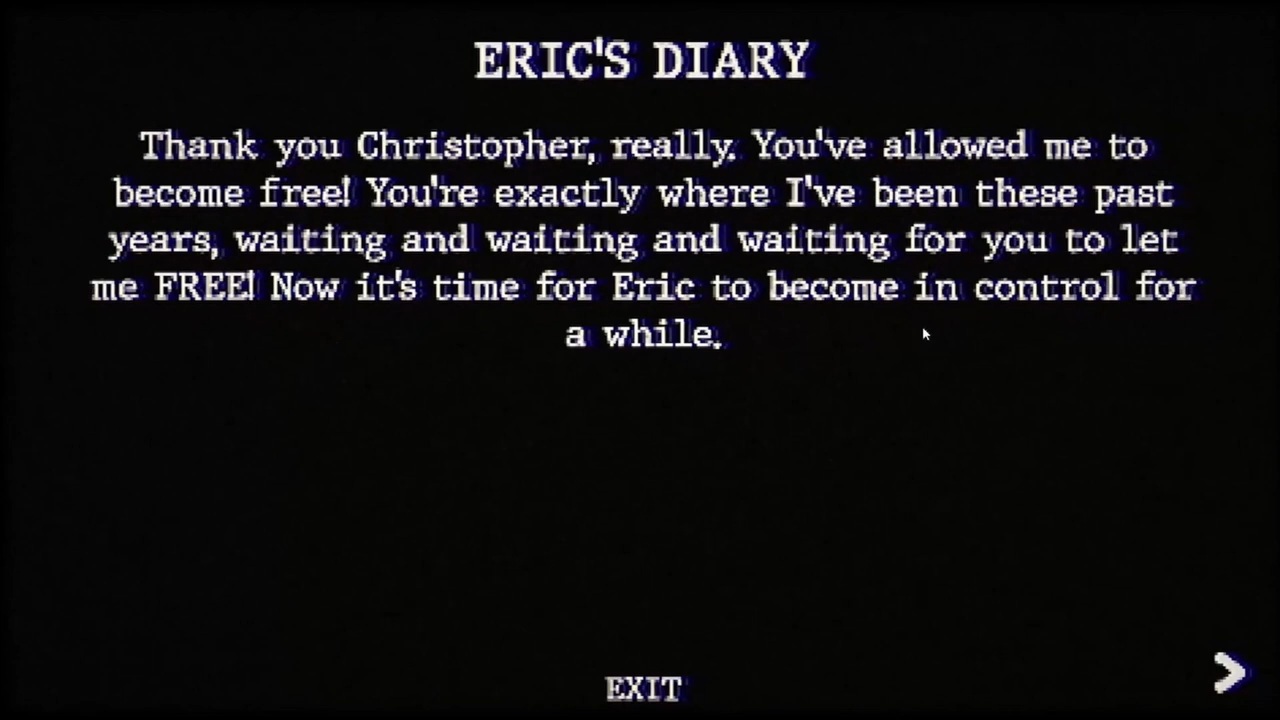 ERIC'S DIARY
Thank you Christopher, really. You've allowed me to
become free! You're exactly where I've been these past
years, waiting and waiting and waiting for you to let
me FREE! Now it's time for Eric to become in control for
a while.
EXIT